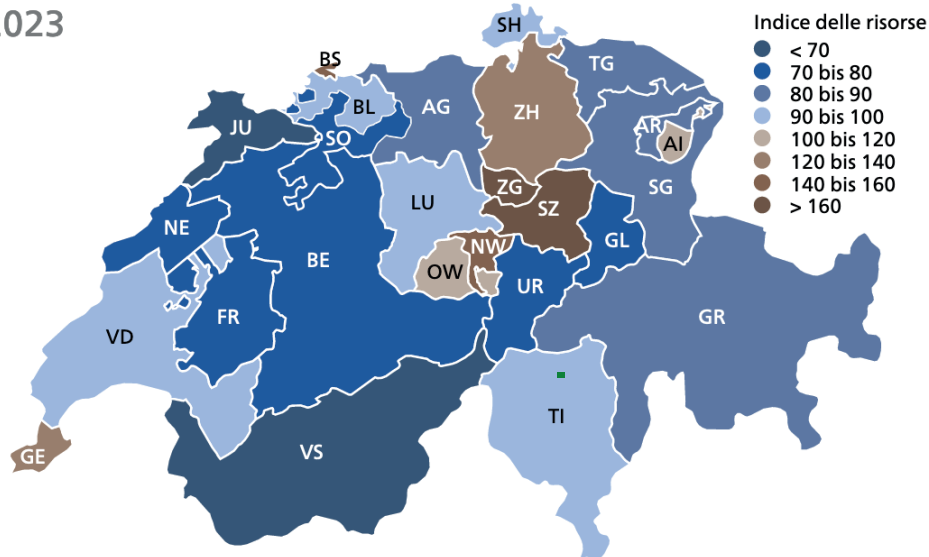 2023
SH
Indice delle risorse
< 70
70 bis 80
80 bis 90
90 bis 100
100 bis 120
120 bis 140
140 bis 160
> 160
BS
TG
BL
AG
ZH
JU
SO
AR
AI
ZG
SG
LU
SZ
NE
NW
GL
BE
OW
UR
FR
GR
VD
TI
VS
GE